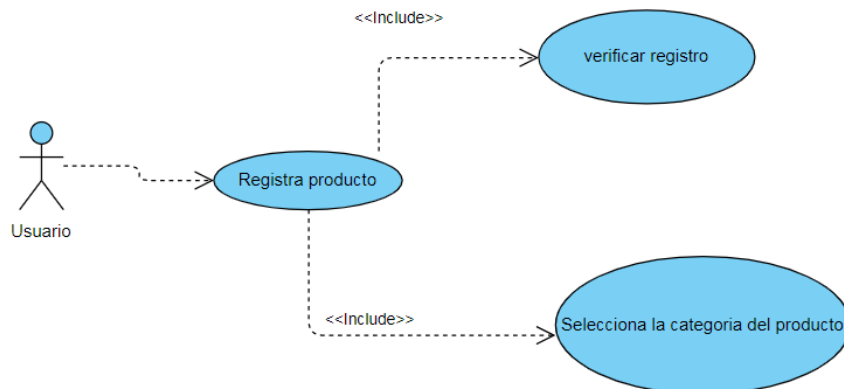 <<Include>>
verificar registro
Registra producto
Usuario
<<Include>>
Selecciona la categoria del producto